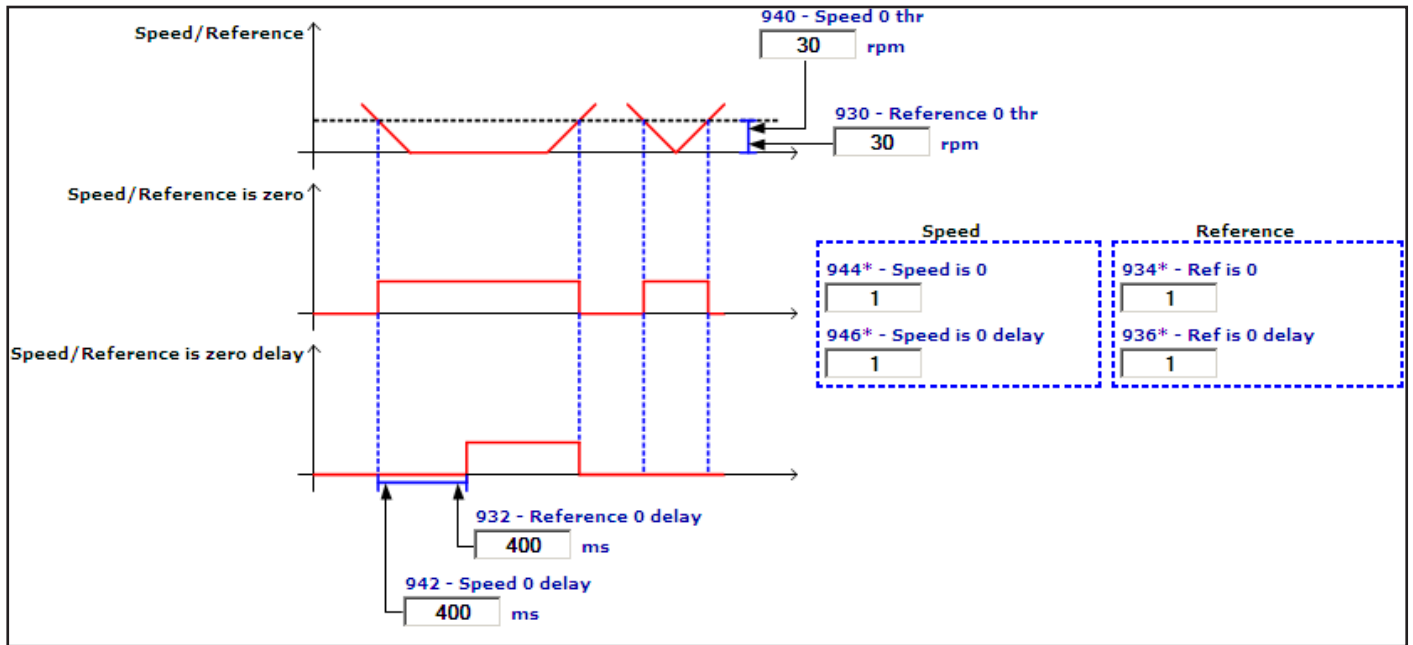 940 - Speed 0 thr
Speed/Reference
30 rpm
930 - Reference 0 thr
30 rpm
Speed/Reference is zero
Speed Reference
944* - Speed is 0 934* - Ref is 0
1 1
946* - Speed is 0 delay 936* - Ref is 0 delay
Speed/Reference is zero delay
1 1
932 - Reference 0 delay
400 ms
942 - Speed 0 delay
400 ms